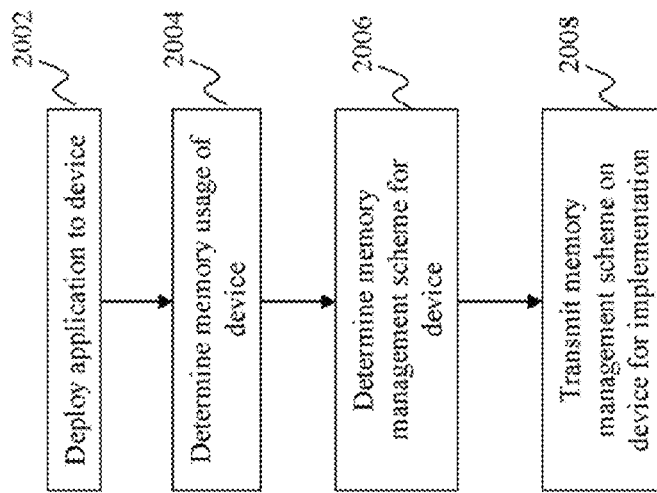 2002
Deploy application to device
2004
Determine memory usage of
device
2006
Determine memory
management scheme for
device
2008
Transmit memory
management scheme on
device for implementation